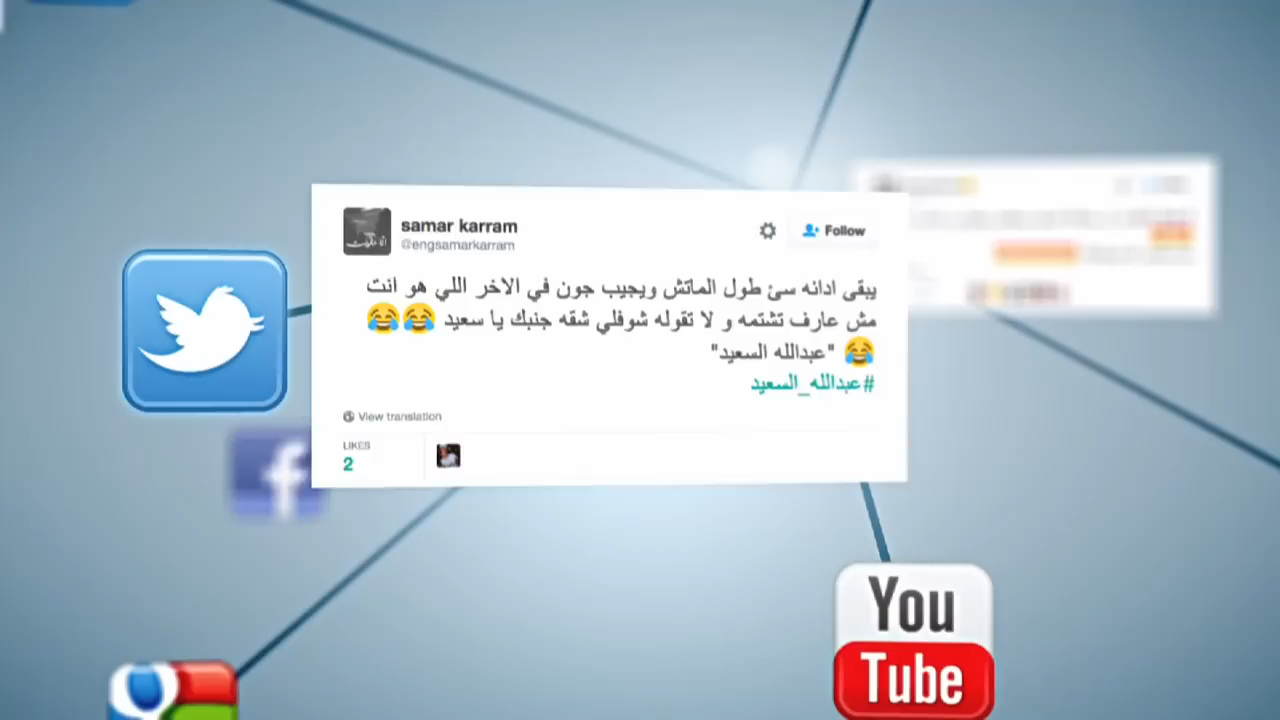 samar karram
@engsamarkarram
Follow
يبقى ادائه سئ طول الماتش ويجيب جون في الاخر اللي هو انت
مش عارف تشتمه و لا تقوله شوفلي شقه جنبك يا سعيد 😂😂
😂 "عبدالله السعيد"
#عبدالله_السعيد
View translation
LIKES
2
f
You
Tube